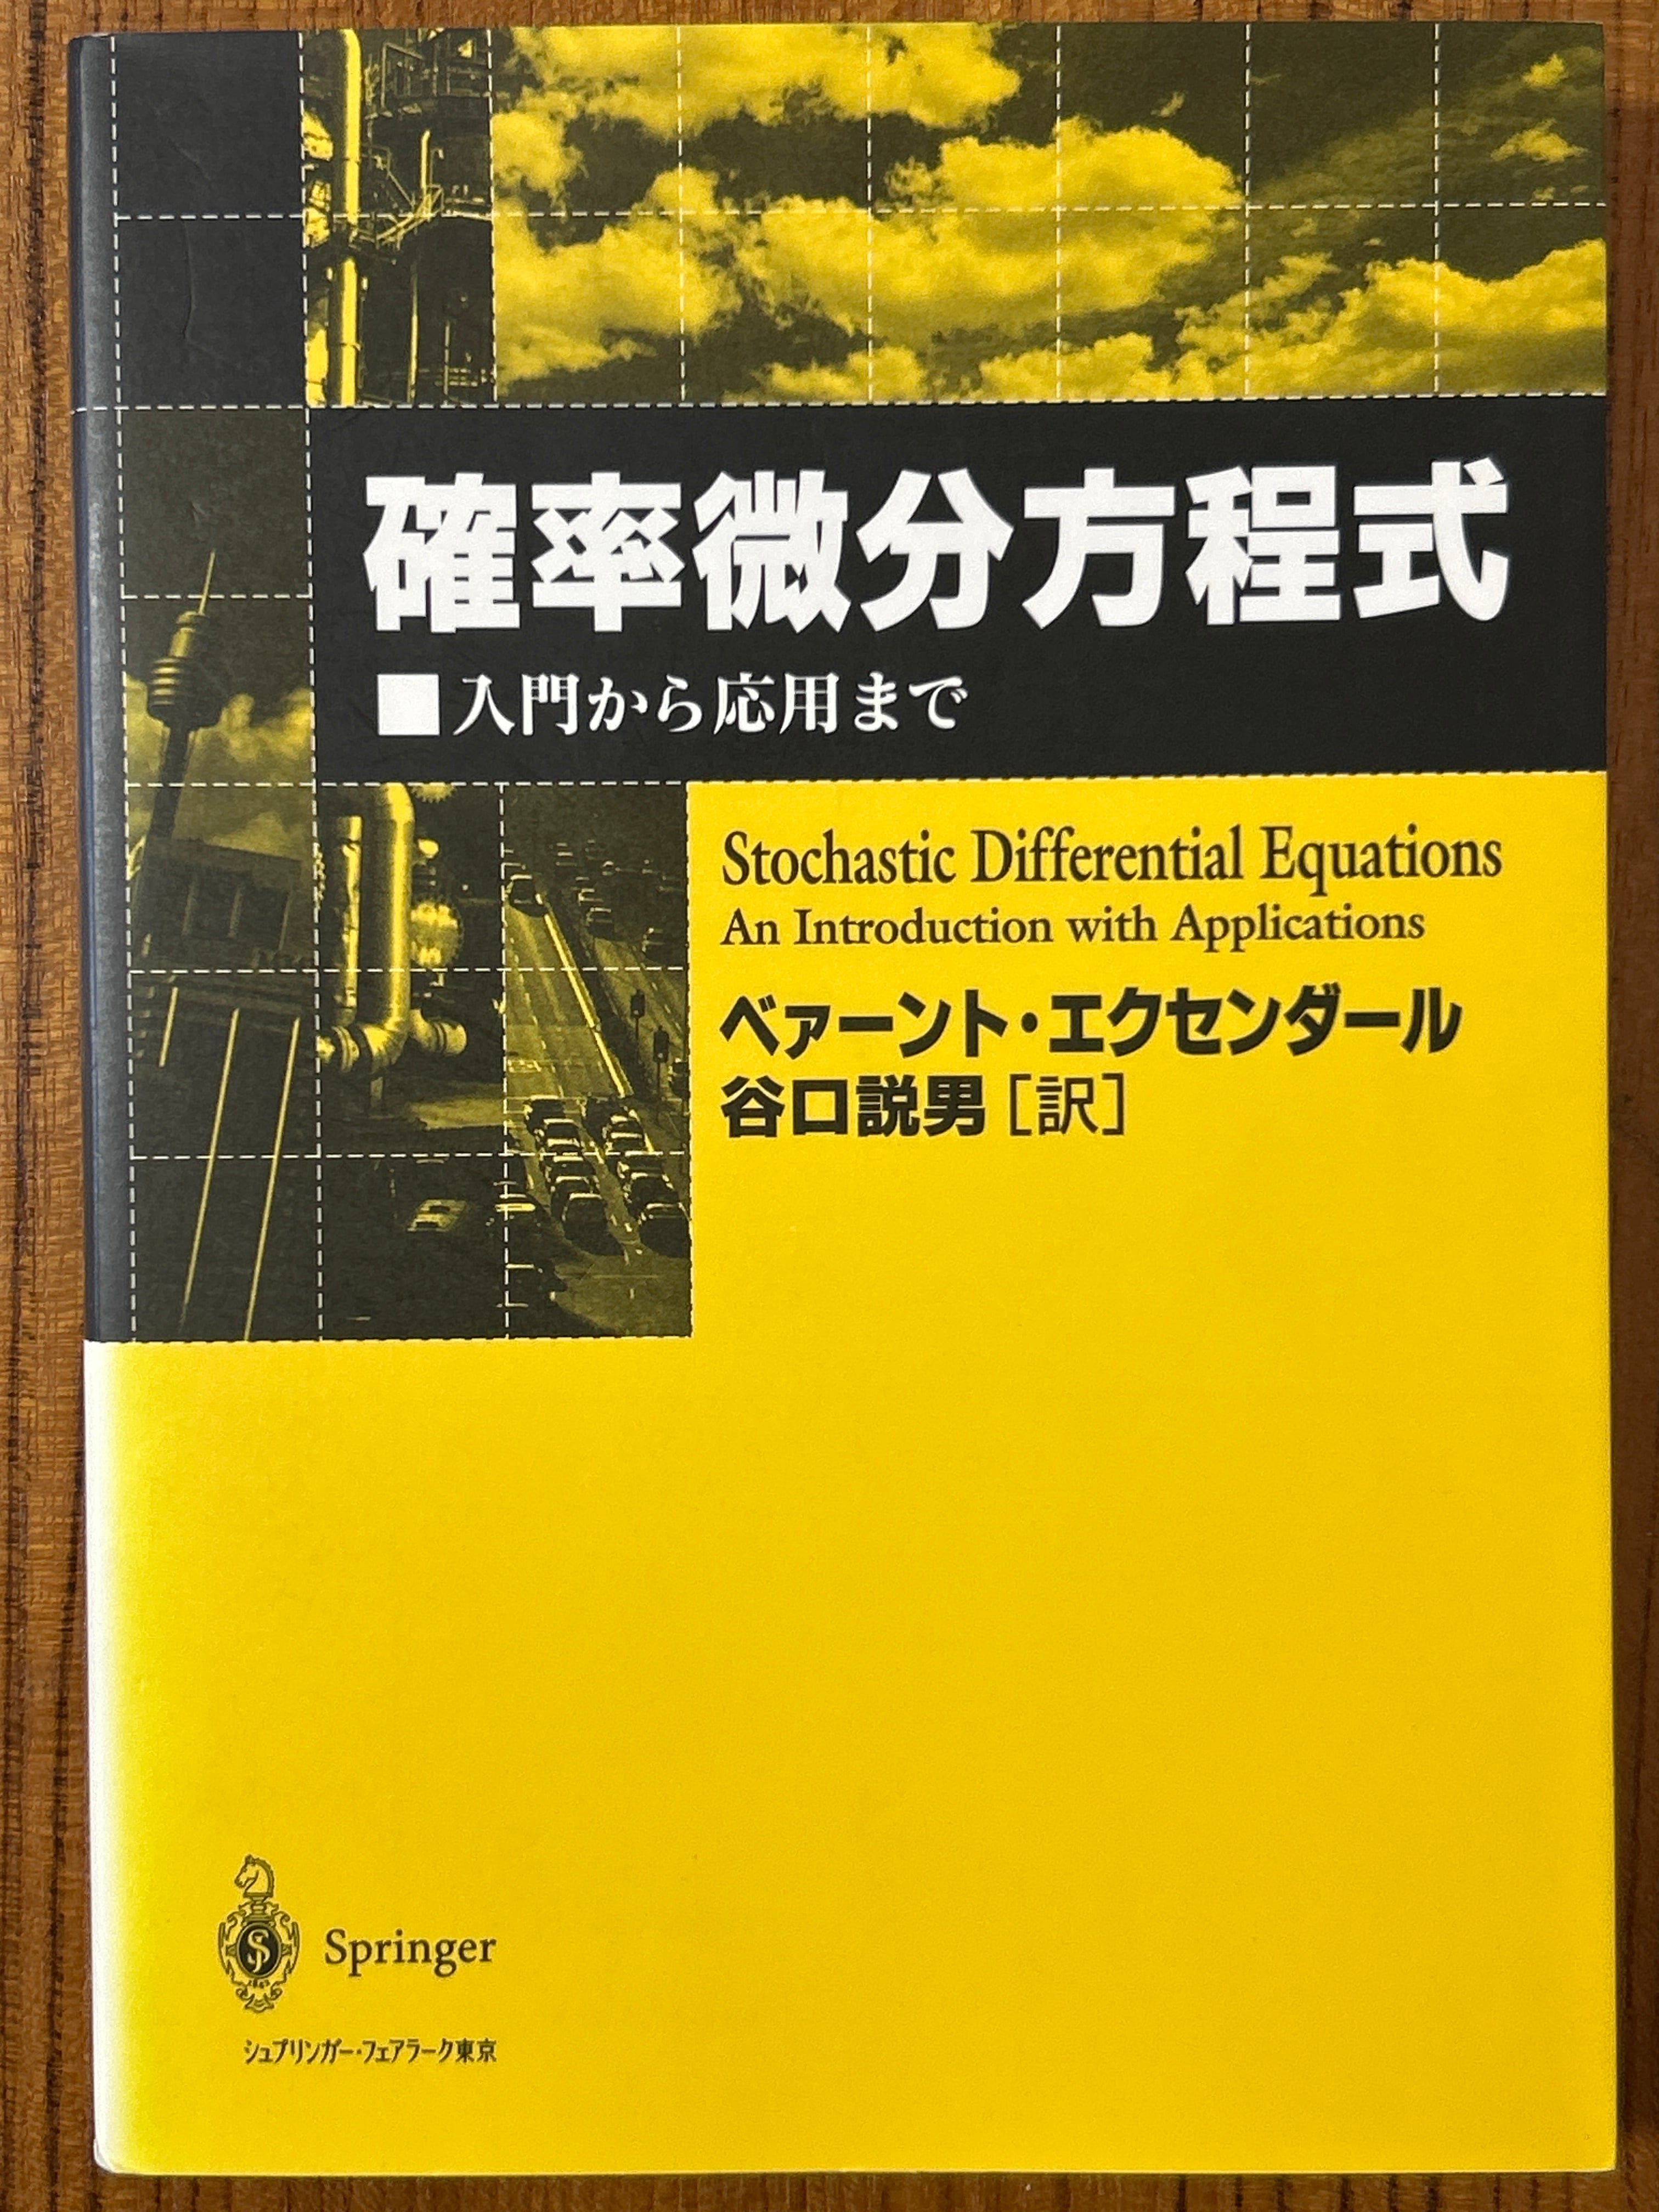 確率微分方程式
■入門から応用まで
Stochastic Differential Equations
An Introduction with Applications
ベァーント・エクセンダール
谷口説男[訳]
Springer
シュプリンガー・フェアラーク東京